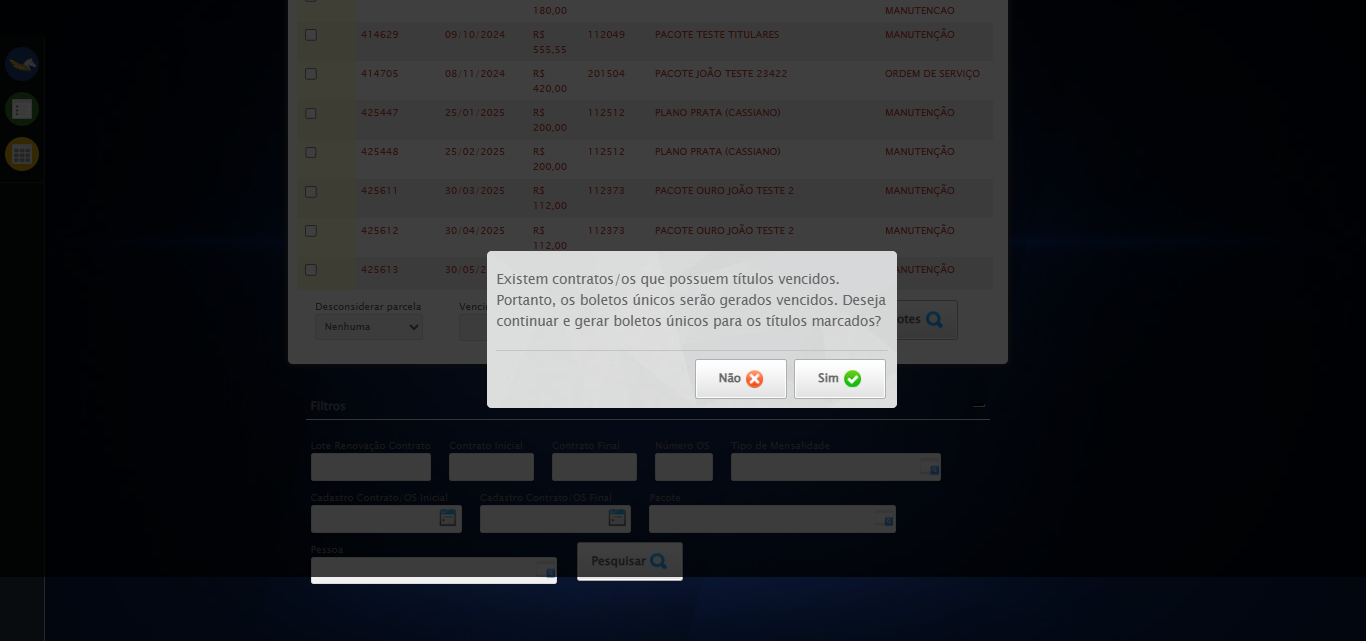 180,00 MANUTENCAO
414629 09/10/2024 R$ 555,55 112049 PACOTE TESTE TITULARES MANUTENÇÃO
414705 08/11/2024 R$ 420,00 201504 PACOTE JOÃO TESTE 23422 ORDEM DE SERVIÇO
425447 25/01/2025 R$ 200,00 112512 PLANO PRATA (CASSIANO) MANUTENÇÃO
425448 25/02/2025 R$ 200,00 112512 PLANO PRATA (CASSIANO) MANUTENÇÃO
425611 30/03/2025 R$ 112,00 112373 PACOTE OURO JOÃO TESTE 2 MANUTENÇÃO
425612 30/04/2025 R$ 112,00 112373 PACOTE OURO JOÃO TESTE 2 MANUTENÇÃO
425613 30/05/2
Existem contratos/os que possuem títulos vencidos.
Portanto, os boletos únicos serão gerados vencidos. Deseja
continuar e gerar boletos únicos para os títulos marcados?
Não Sim
Desconsiderar parcela
Nenhuma
Filtros
Lote Renovação Contrato Contrato Inicial Contrato Final Número OS Tipo de Mensalidade
Cadastro Contrato/OS Inicial Cadastro Contrato/OS Final Pacote
Pessoa
Pesquisar